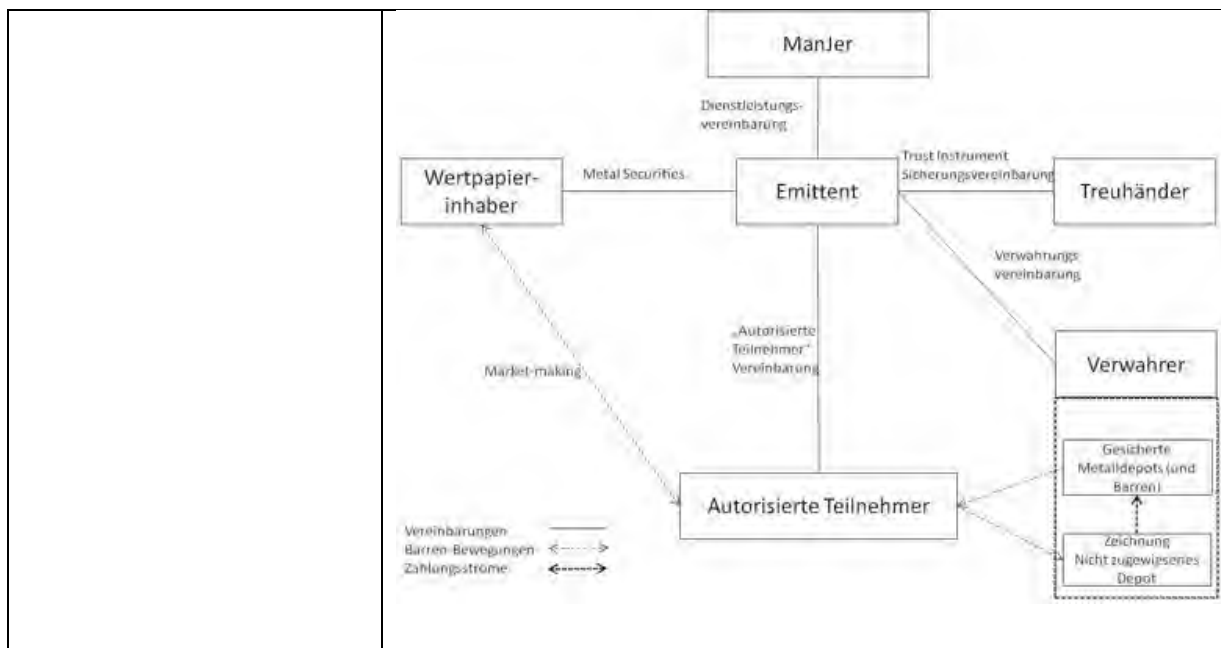 ManJer
Dienstleistungs-
vereinbarung
Wertpapier-
inhaber
Metal Securities
Emittent
Trust Instrument
Sicherungsvereinbarung
Treuhänder
Verwahrungs
vereinbarung
„Autorisierte
Teilnehmer“
Vereinbarung
Market-making
Verwahrer
Gesicherte
Metalldepots (und
Barren)
Autorisierte Teilnehmer
Zeichnung
Nicht zugewiesenes
Depot
Vereinbarungen
Barren-Bewegungen
Zahlungsströme